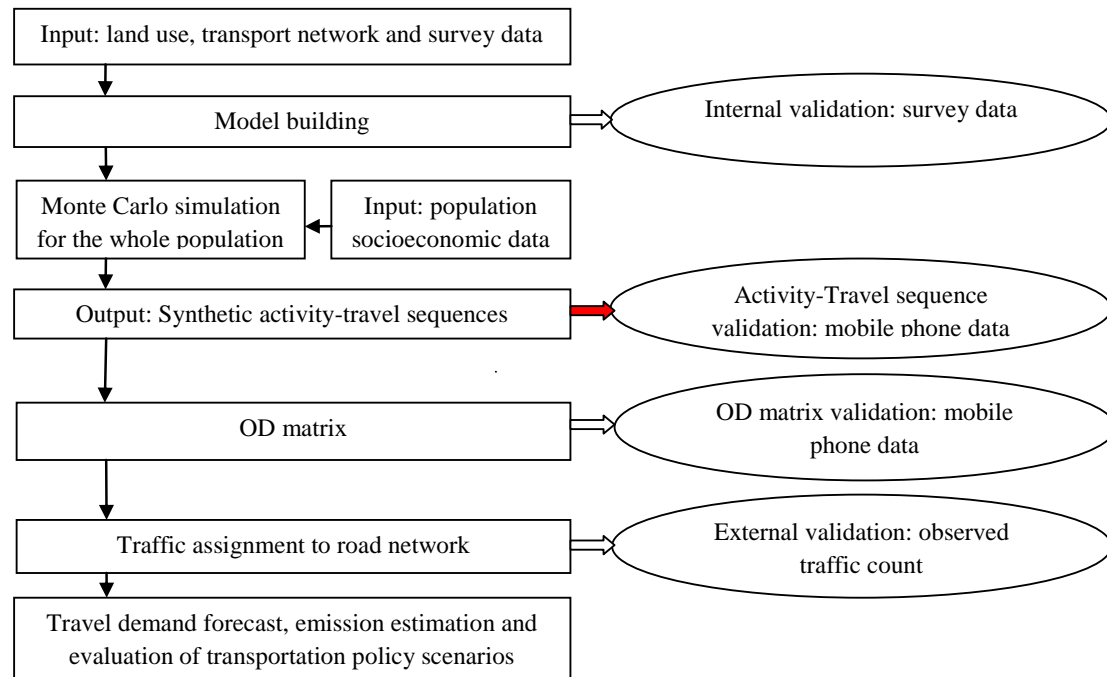 Input: land use, transport network and survey data
Model building
Internal validation: survey data
Monte Carlo simulation
for the whole population
Input: population
socioeconomic data
Output: Synthetic activity-travel sequences
Activity-Travel sequence
validation: mobile phone data
OD matrix
OD matrix validation: mobile
phone data
Traffic assignment to road network
External validation: observed
traffic count
Travel demand forecast, emission estimation and
evaluation of transportation policy scenarios